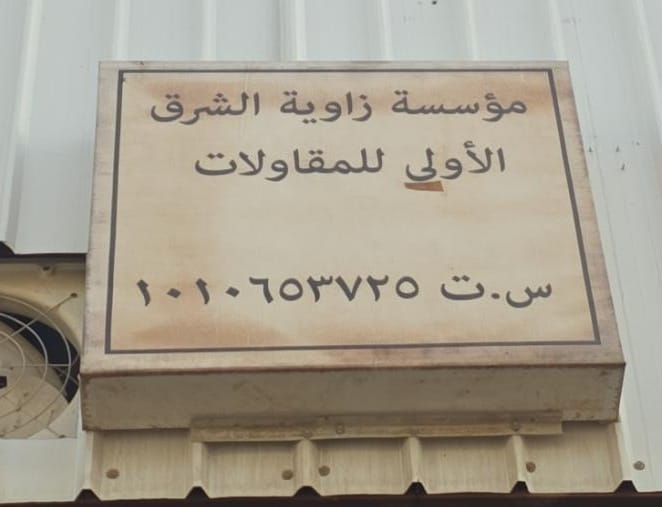 مؤسسة زاوية الشرق
الأولى للمقاولات
س.ت ١٠١٠٦٥٣٧٢٥